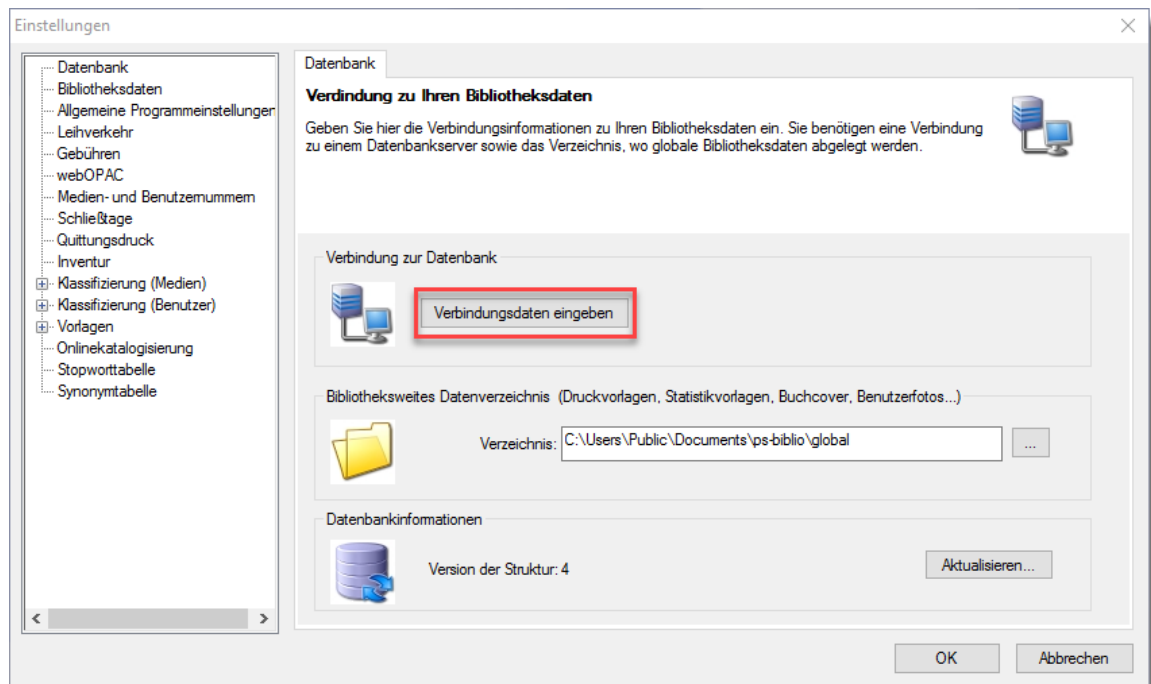 Einstellungen
Datenbank
Bibliotheksdaten
Allgemeine Programmeinstellungen
Leihverkehr
Gebühren
webOPAC
Medien- und Benutzernummern
Schließtage
Quittungsdruck
Inventur
Klassifizierung (Medien)
Klassifizierung (Benutzer)
Vorlagen
Onlinekatalogisierung
Stopworttabelle
Synonymtabelle
Datenbank
Verdindung zu Ihren Bibliotheksdaten
Geben Sie hier die Verbindungsinformationen zu Ihren Bibliotheksdaten ein. Sie benötigen eine Verbindung
zu einem Datenbankserver sowie das Verzeichnis, wo globale Bibliotheksdaten abgelegt werden.
Verbindung zur Datenbank
Verbindungsdaten eingeben
Bibliotheksweites Datenverzeichnis (Druckvorlagen, Statistikvorlagen, Buchcover, Benutzerfotos...)
Verzeichnis: C:\Users\Public\Documents\ps-biblio\global ...
Datenbankinformationen
Version der Struktur: 4 Aktualisieren...
OK Abbrechen